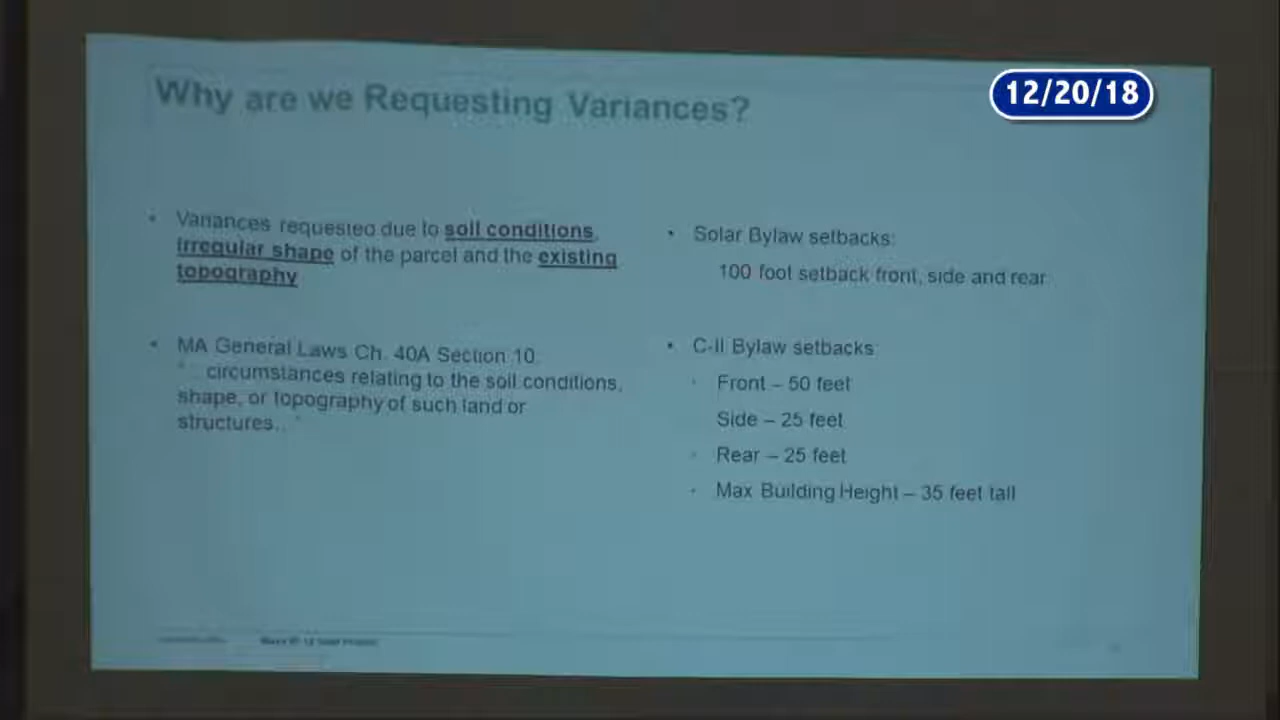 12/20/18
Why are we Requesting Variances?
• Variances requested due to soil conditions,
irregular shape of the parcel and the existing
topography
• MA General Laws Ch. 40A Section 10:
"...circumstances relating to the soil conditions,
shape, or topography of such land or
structures..."
• Solar Bylaw setbacks:
100 foot setback front, side and rear
• C-II Bylaw setbacks:
• Front – 50 feet
Side – 25 feet
• Rear – 25 feet
• Max Building Height – 35 feet tall